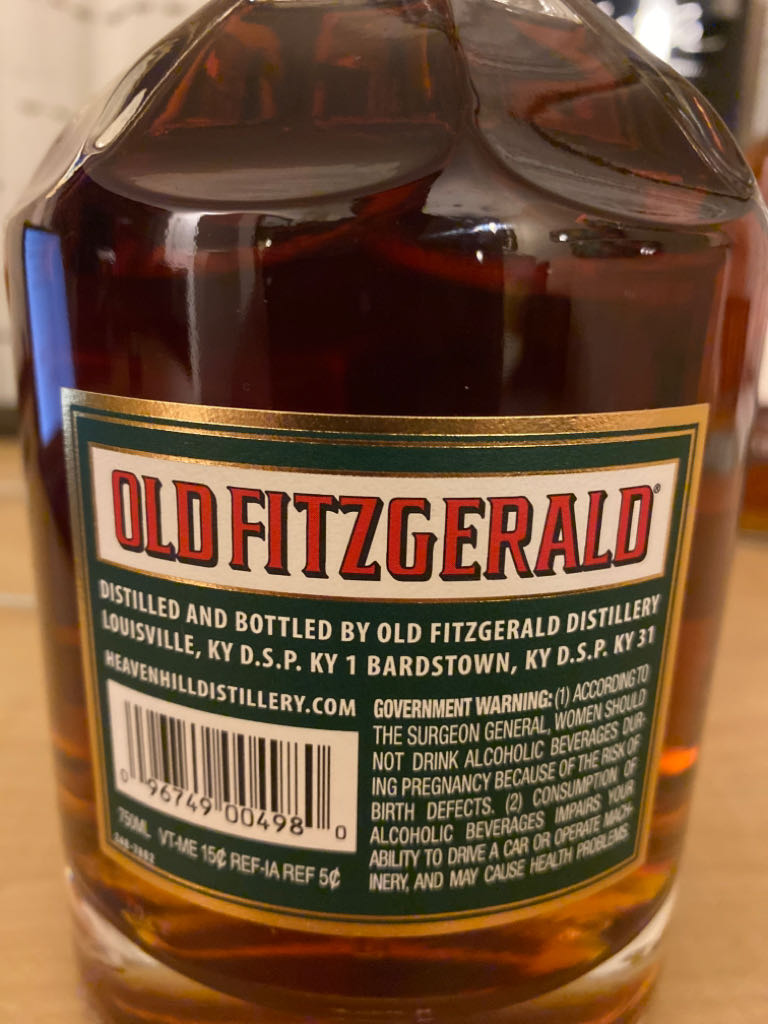 OLD FITZGERALD®
DISTILLED AND BOTTLED BY OLD FITZGERALD DISTILLERY
LOUISVILLE, KY D.S.P. KY 1 BARDSTOWN, KY D.S.P. KY 31
HEAVENHILLDISTILLERY.COM
GOVERNMENT WARNING: (1) ACCORDING TO
THE SURGEON GENERAL, WOMEN SHOULD
NOT DRINK ALCOHOLIC BEVERAGES DUR-
ING PREGNANCY BECAUSE OF THE RISK OF
BIRTH DEFECTS. (2) CONSUMPTION OF
ALCOHOLIC BEVERAGES IMPAIRS YOUR
ABILITY TO DRIVE A CAR OR OPERATE MACH-
INERY, AND MAY CAUSE HEALTH PROBLEMS.
0 96749 00498 0
750ML VT-ME 15¢ REF-IA REF 5¢